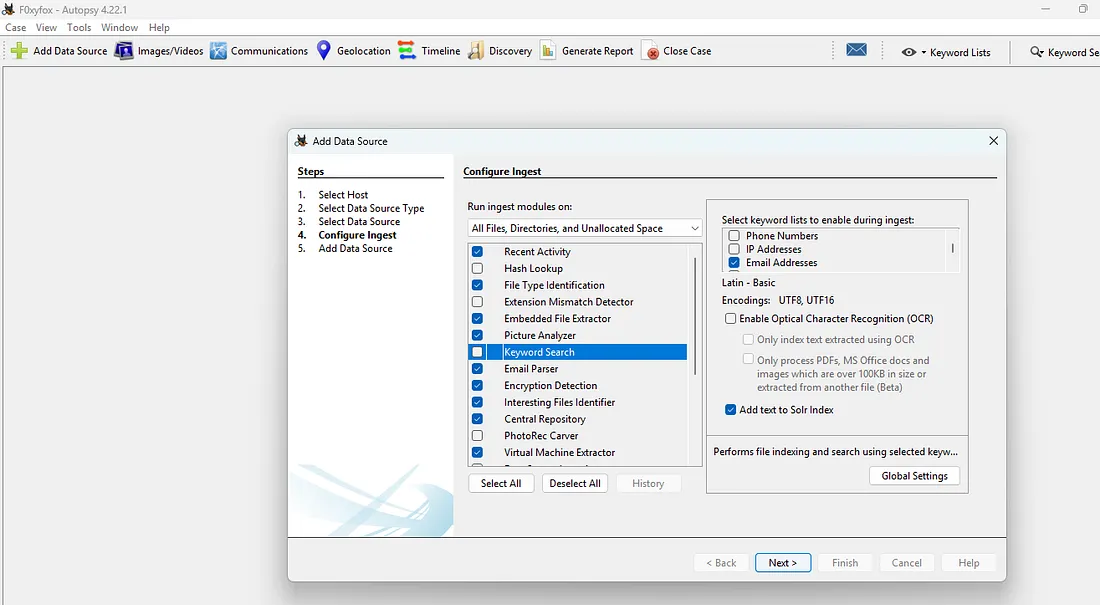 F0xyfox - Autopsy 4.22.1
Case View Tools Window Help
Add Data Source Images/Videos Communications Geolocation Timeline Discovery Generate Report Close Case Keyword Lists Keyword Se
Add Data Source
Steps
1. Select Host
2. Select Data Source Type
3. Select Data Source
4. Configure Ingest
5. Add Data Source
Configure Ingest
Run ingest modules on:
All Files, Directories, and Unallocated Space
Recent Activity
Hash Lookup
File Type Identification
Extension Mismatch Detector
Embedded File Extractor
Picture Analyzer
Keyword Search
Email Parser
Encryption Detection
Interesting Files Identifier
Central Repository
PhotoRec Carver
Virtual Machine Extractor
Select All Deselect All History
Select keyword lists to enable during ingest:
Phone Numbers
IP Addresses
Email Addresses
Latin - Basic
Encodings: UTF8, UTF16
Enable Optical Character Recognition (OCR)
Only index text extracted using OCR
Only process PDFs, MS Office docs and
images which are over 100KB in size or
extracted from another file (Beta)
Add text to Solr Index
Performs file indexing and search using selected keyw...
Global Settings
< Back Next > Finish Cancel Help